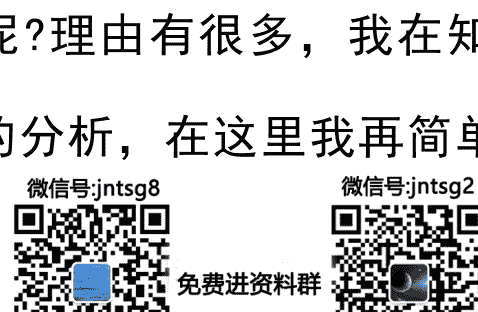 呢?理由有很多，我在知
的分析，在这里我再简单
微信号:jntsg8
微信号:jntsg2
免费进资料群